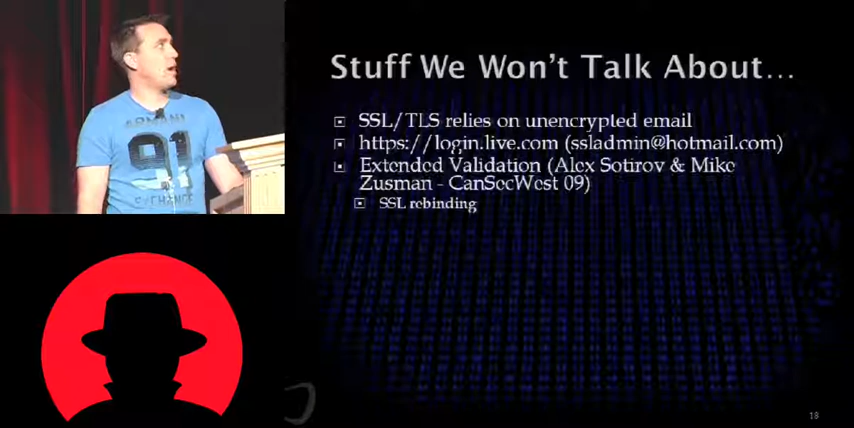 Stuff We Won't Talk About...
SSL/TLS relies on unencrypted email
https://login.live.com (ssladmin@hotmail.com)
Extended Validation (Alex Sotirov & Mike
Zusman - CanSecWest 09)
SSL rebinding
ARMANI
91
EXCHANGE
18